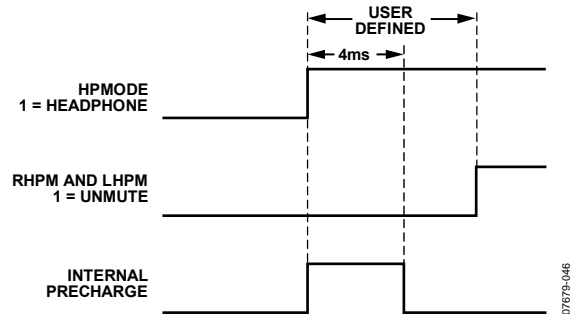 USER
DEFINED
4ms
HPMODE
1 = HEADPHONE
RHPM AND LHPM
1 = UNMUTE
INTERNAL
PRECHARGE
07679-046